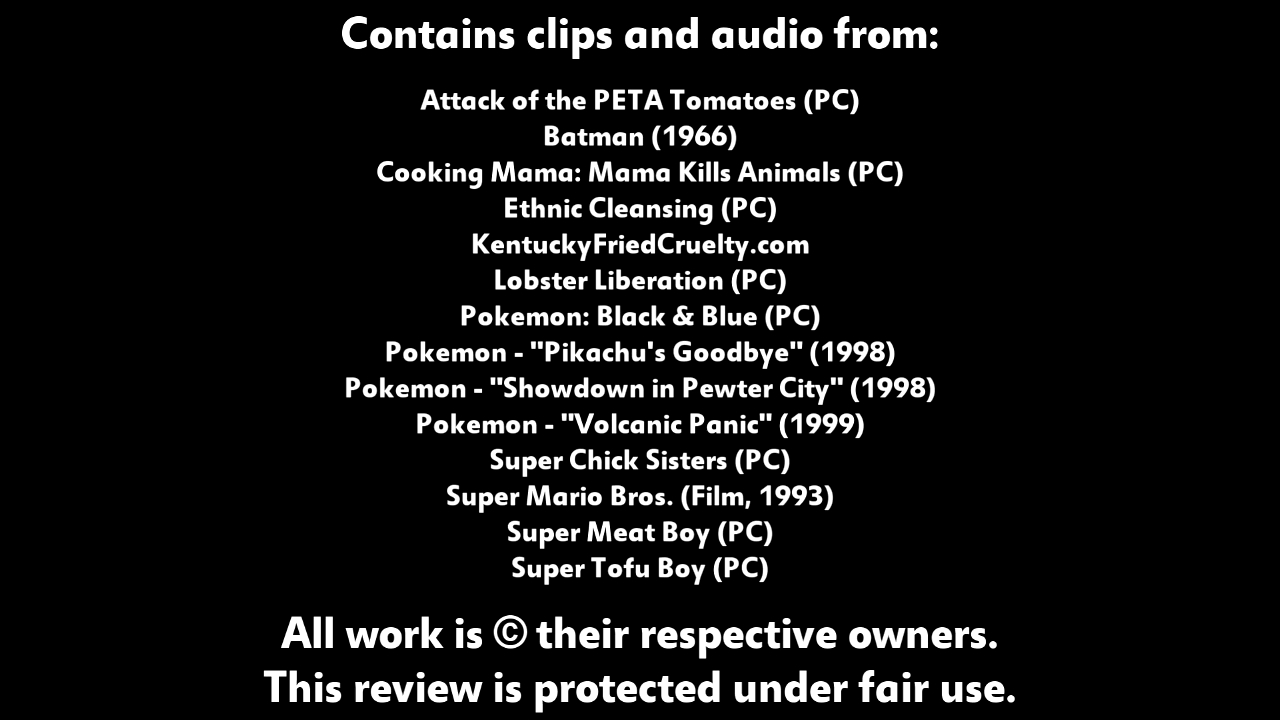 Contains clips and audio from:
Attack of the PETA Tomatoes (PC)
Batman (1966)
Cooking Mama: Mama Kills Animals (PC)
Ethnic Cleansing (PC)
KentuckyFriedCruelty.com
Lobster Liberation (PC)
Pokemon: Black & Blue (PC)
Pokemon - "Pikachu's Goodbye" (1998)
Pokemon - "Showdown in Pewter City" (1998)
Pokemon - "Volcanic Panic" (1999)
Super Chick Sisters (PC)
Super Mario Bros. (Film, 1993)
Super Meat Boy (PC)
Super Tofu Boy (PC)
All work is © their respective owners.
This review is protected under fair use.